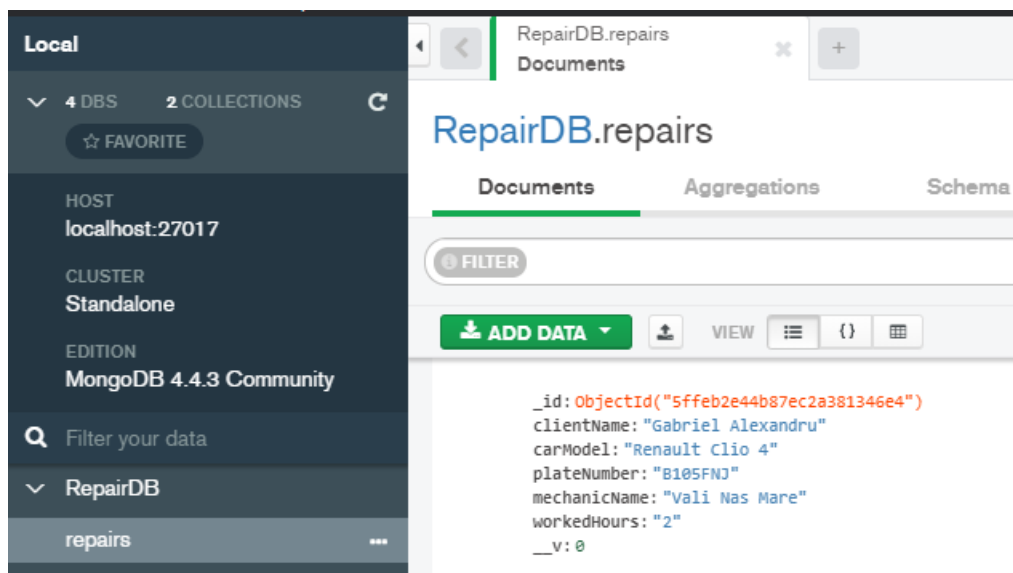 Local
4 DBS 2 COLLECTIONS
FAVORITE
HOST
localhost:27017
CLUSTER
Standalone
EDITION
MongoDB 4.4.3 Community
Filter your data
RepairDB
repairs
RepairDB.repairs
Documents
RepairDB.repairs
Documents Aggregations Schema
FILTER
ADD DATA VIEW {}
_id: ObjectId("5ffeb2e44b87ec2a381346e4")
clientName: "Gabriel Alexandru"
carModel: "Renault Clio 4"
plateNumber: "B105FNJ"
mechanicName: "Vali Nas Mare"
workedHours: "2"
__v: 0